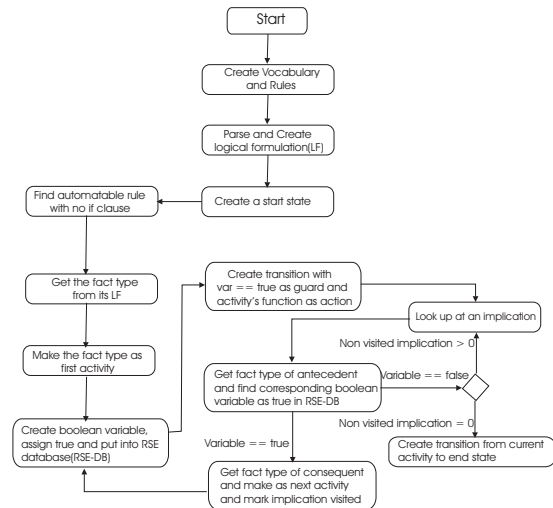 Start
Create Vocabulary
and Rules
Parse and Create
logical formulation(LF)
Create a start state
Find automatable rule
with no if clause
Get the fact type
from its LF
Make the fact type as
first activity
Create boolean variable,
assign true and put into RSE
database(RSE-DB)
Create transition with
var == true as guard and
activity's function as action
Look up at an implication
Non visited implication > 0
Get fact type of antecedent
and find corresponding boolean
variable as true in RSE-DB
Variable == false
Non visited implication = 0
Create transition from current
activity to end state
Variable == true
Get fact type of consequent
and make as next activity
and mark implication visited